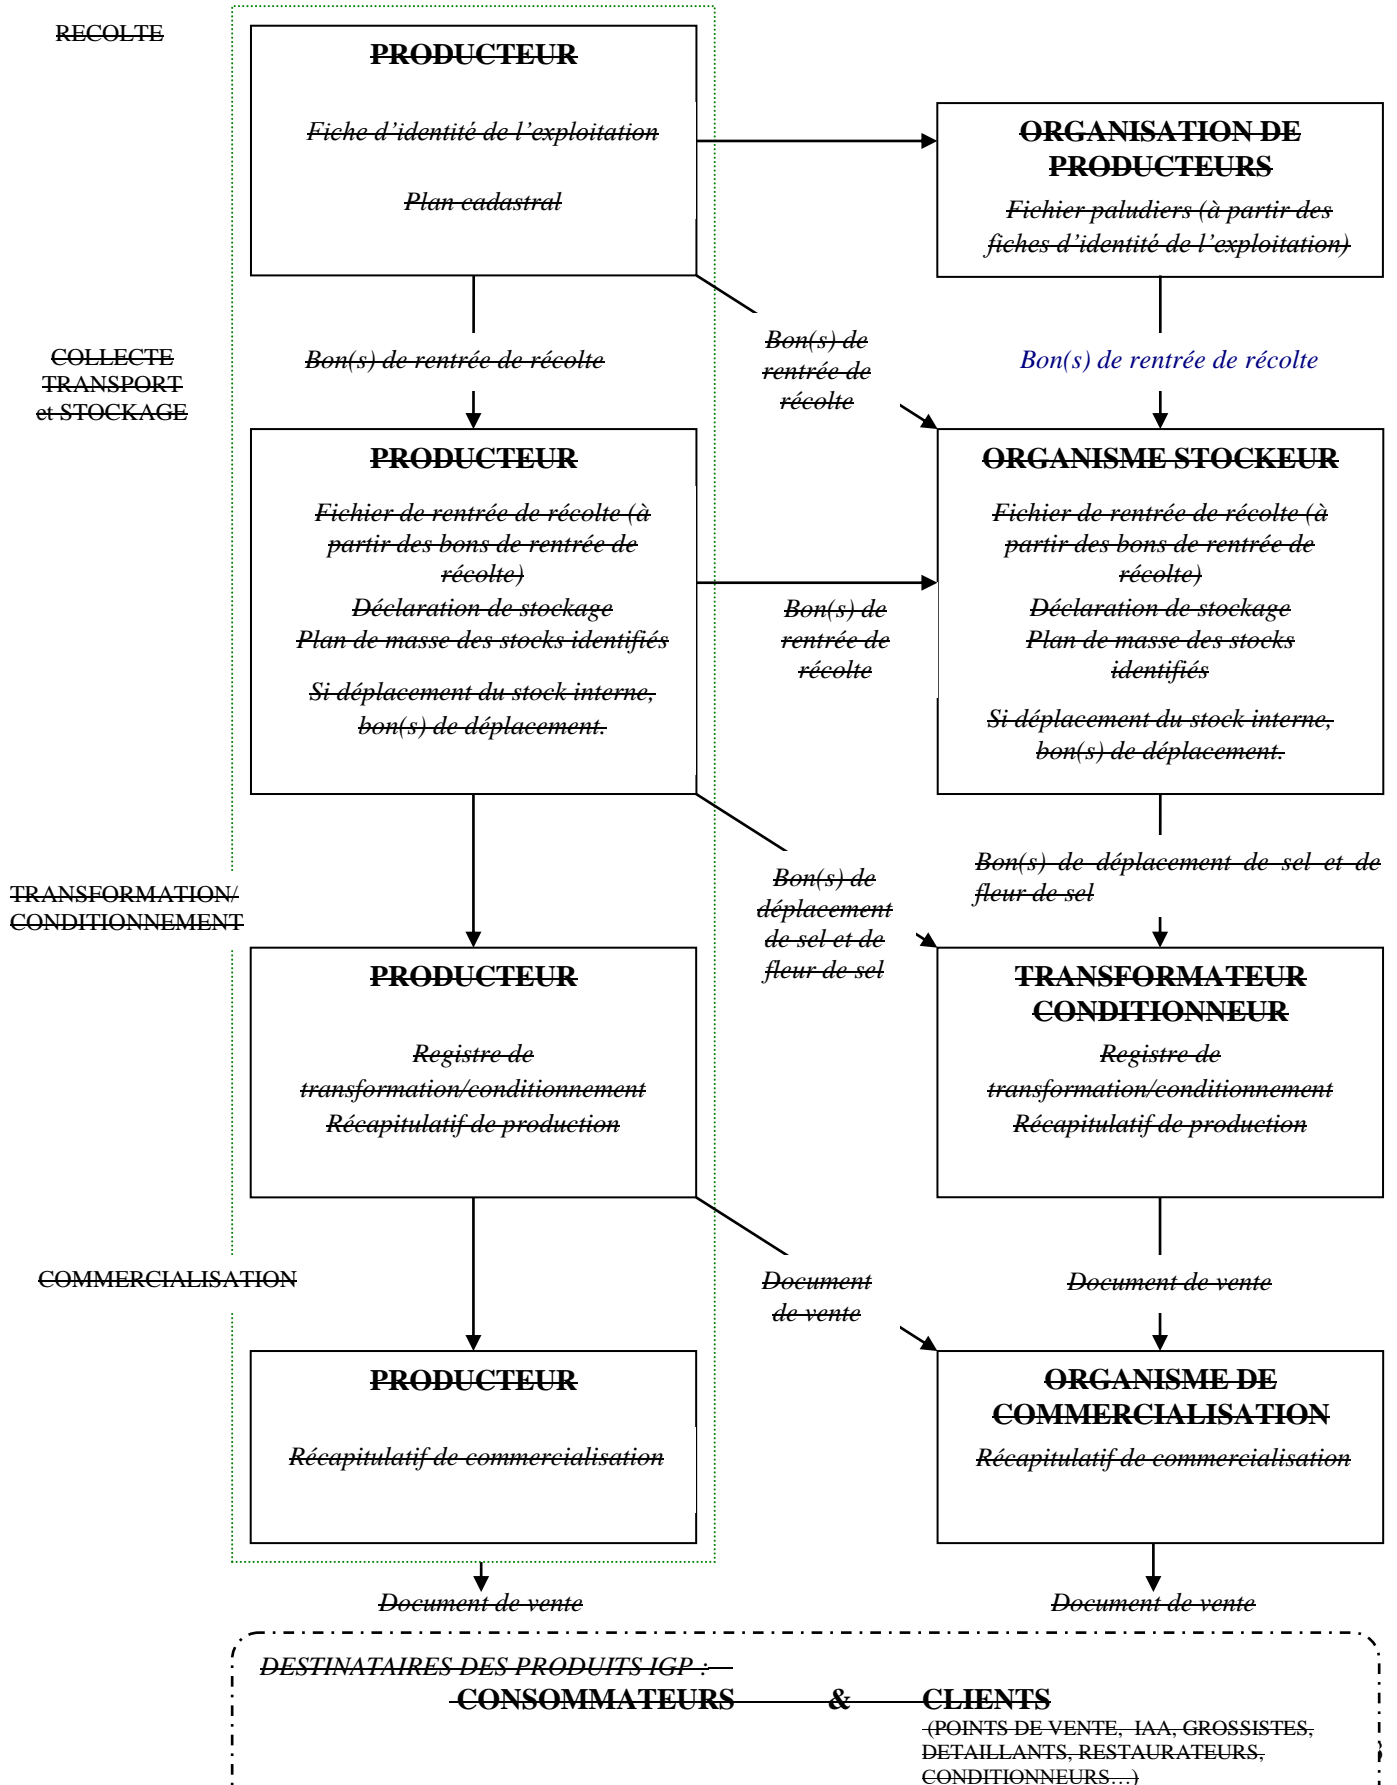 RECOLTE
PRODUCTEUR
Fiche d’identité de l’exploitation
Plan cadastral
ORGANISATION DE
PRODUCTEURS
Fichier paludiers (à partir des
fiches d’identité de l’exploitation)
COLLECTE
TRANSPORT
et STOCKAGE
Bon(s) de rentrée de récolte
Bon(s) de
rentrée de
récolte
Bon(s) de rentrée de récolte
PRODUCTEUR
Fichier de rentrée de récolte (à
partir des bons de rentrée de
récolte)
Déclaration de stockage
Plan de masse des stocks identifiés
Si déplacement du stock interne,
bon(s) de déplacement.
Bon(s) de
rentrée de
récolte
ORGANISME STOCKEUR
Fichier de rentrée de récolte (à
partir des bons de rentrée de
récolte)
Déclaration de stockage
Plan de masse des stocks
identifiés
Si déplacement du stock interne,
bon(s) de déplacement.
TRANSFORMATION/
CONDITIONNEMENT
Bon(s) de
déplacement
de sel et de
fleur de sel
Bon(s) de déplacement de sel et de
fleur de sel
PRODUCTEUR
Registre de
transformation/conditionnement
Récapitulatif de production
TRANSFORMATEUR
CONDITIONNEUR
Registre de
transformation/conditionnement
Récapitulatif de production
COMMERCIALISATION
Document
de vente
Document de vente
PRODUCTEUR
Récapitulatif de commercialisation
ORGANISME DE
COMMERCIALISATION
Récapitulatif de commercialisation
Document de vente
Document de vente
DESTINATAIRES DES PRODUITS IGP :
CONSOMMATEURS & CLIENTS
(POINTS DE VENTE, IAA, GROSSISTES,
DETAILLANTS, RESTAURATEURS,
CONDITIONNEURS…)